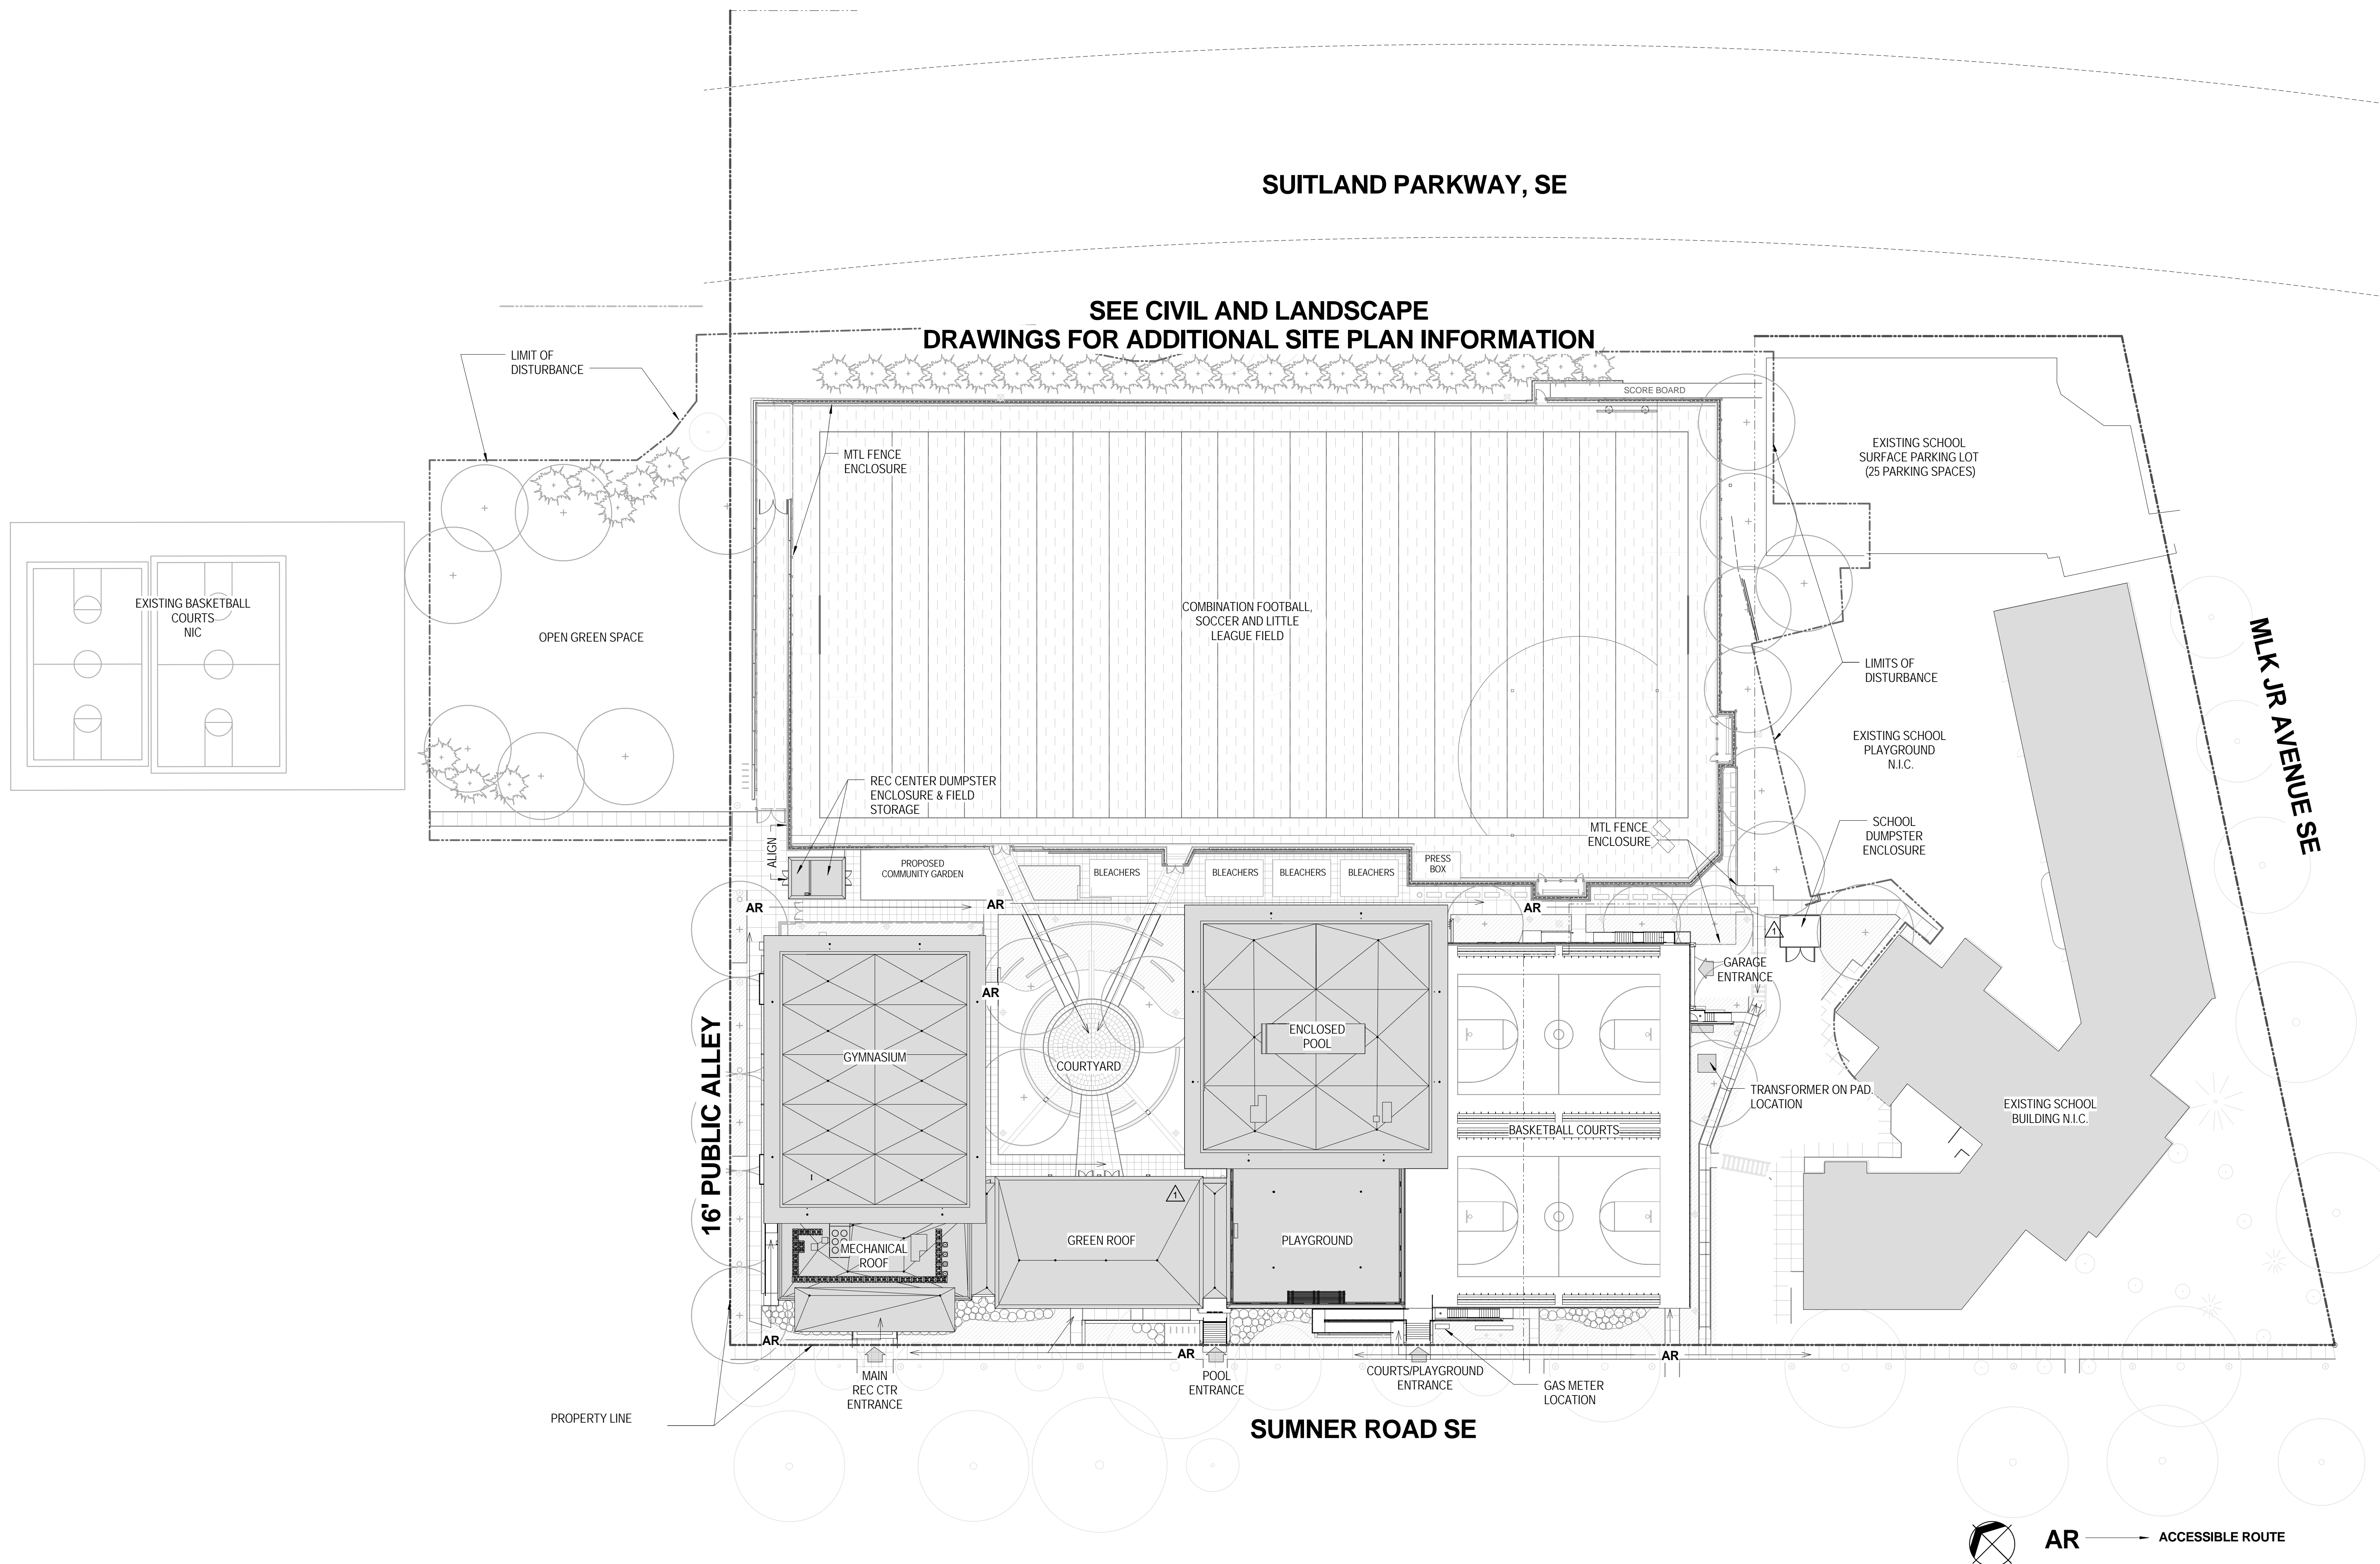 SUITLAND PARKWAY, SE
SEE CIVIL AND LANDSCAPE
DRAWINGS FOR ADDITIONAL SITE PLAN INFORMATION
LIMIT OF
DISTURBANCE
SCORE BOARD
MTL FENCE
ENCLOSURE
EXISTING SCHOOL
SURFACE PARKING LOT
(25 PARKING SPACES)
EXISTING BASKETBALL
COURTS
NIC
OPEN GREEN SPACE
COMBINATION FOOTBALL,
SOCCER AND LITTLE
LEAGUE FIELD
LIMITS OF
DISTURBANCE
MLK JR AVENUE SE
EXISTING SCHOOL
PLAYGROUND
N.I.C.
REC CENTER DUMPSTER
ENCLOSURE & FIELD
STORAGE
ALIGN
MTL FENCE
ENCLOSURE
SCHOOL
DUMPSTER
ENCLOSURE
PROPOSED
COMMUNITY GARDEN
BLEACHERS
BLEACHERS
BLEACHERS
BLEACHERS
PRESS
BOX
AR
AR
AR
1
GARAGE
ENTRANCE
AR
16' PUBLIC ALLEY
GYMNASIUM
COURTYARD
ENCLOSED
POOL
TRANSFORMER ON PAD.
LOCATION
BASKETBALL COURTS
EXISTING SCHOOL
BUILDING N.I.C.
1
MECHANICAL
ROOF
GREEN ROOF
PLAYGROUND
AR
AR
AR
MAIN
REC CTR
ENTRANCE
POOL
ENTRANCE
COURTS/PLAYGROUND
ENTRANCE
GAS METER
LOCATION
PROPERTY LINE
SUMNER ROAD SE
AR
ACCESSIBLE ROUTE